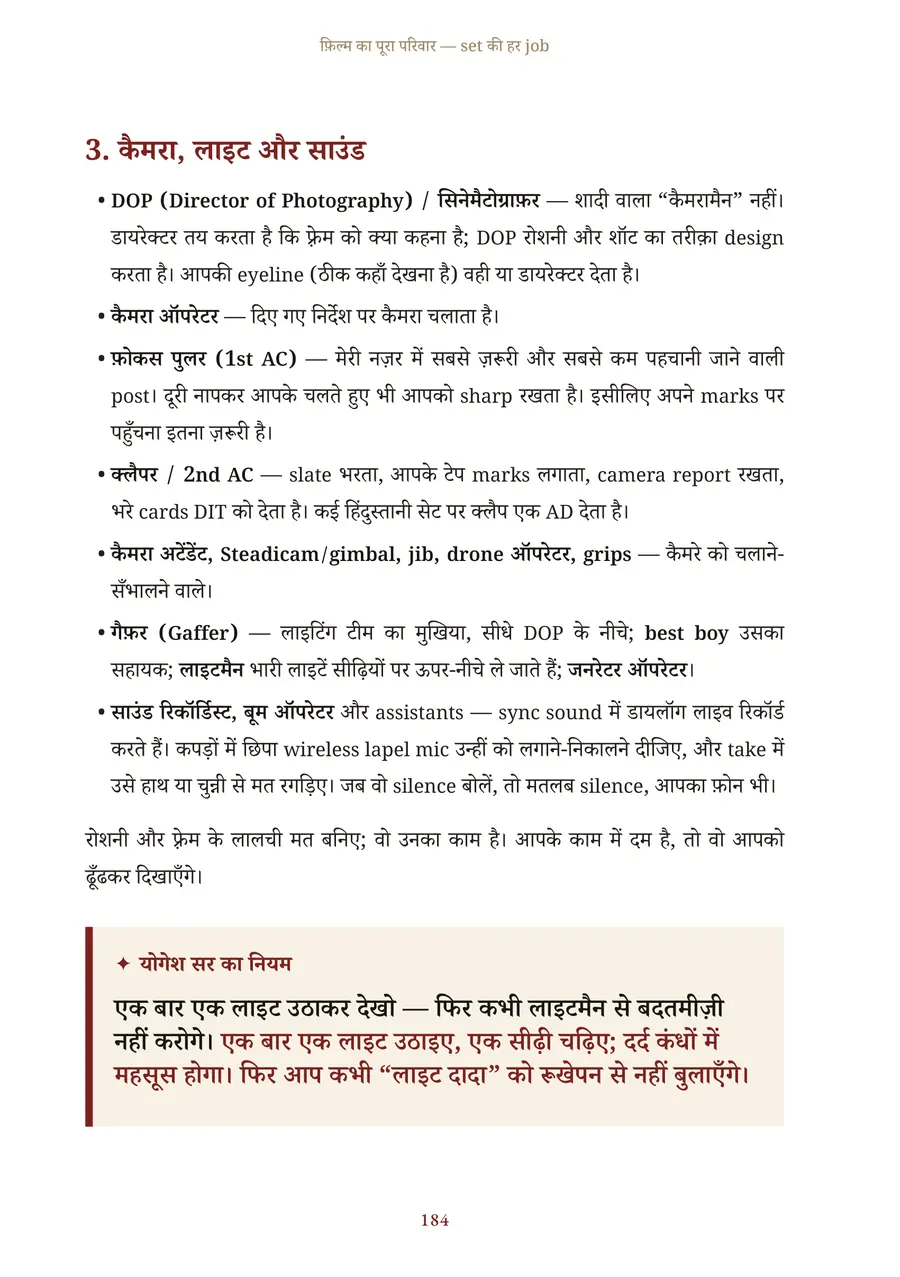 फ़िल्म का पूरा परिवार — set की हर job
3. कैमरा, लाइट और साउंड
• DOP (Director of Photography) / सिनेमैटोग्राफ़र — शादी वाला “कैमरामैन” नहीं।
डायरेक्टर तय करता है कि फ़्रेम को क्या कहना है; DOP रोशनी और शॉट का तरीक़ा design
करता है। आपकी eyeline (ठीक कहाँ देखना है) वही या डायरेक्टर देता है।
• कैमरा ऑपरेटर — दिए गए निर्देश पर कैमरा चलाता है।
• फ़ोकस पुलर (1st AC) — मेरी नज़र में सबसे ज़रूरी और सबसे कम पहचानी जाने वाली
post। दूरी नापकर आपके चलते हुए भी आपको sharp रखता है। इसीलिए अपने marks पर
पहुँचना इतना ज़रूरी है।
• क्लैपर / 2nd AC — slate भरता, आपके टेप marks लगाता, camera report रखता,
भरे cards DIT को देता है। कई हिंदुस्तानी सेट पर क्लैप एक AD देता है।
• कैमरा अटेंडेंट, Steadicam/gimbal, jib, drone ऑपरेटर, grips — कैमरे को चलाने-
सँभालने वाले।
• गैफ़र (Gaffer) — लाइटिंग टीम का मुखिया, सीधे DOP के नीचे; best boy उसका
सहायक; लाइटमैन भारी लाइटें सीढ़ियों पर ऊपर-नीचे ले जाते हैं; जनरेटर ऑपरेटर।
• साउंड रिकॉर्डिस्ट, बूम ऑपरेटर और assistants — sync sound में डायलॉग लाइव रिकॉर्ड
करते हैं। कपड़ों में छिपा wireless lapel mic उन्हीं को लगाने-निकालने दीजिए, और take में
उसे हाथ या चुन्नी से मत रगड़िए। जब वो silence बोलें, तो मतलब silence, आपका फ़ोन भी।
रोशनी और फ़्रेम के लालची मत बनिए; वो उनका काम है। आपके काम में दम है, तो वो आपको
ढूँढकर दिखाएँगे।
✦ योगेश सर का नियम
एक बार एक लाइट उठाकर देखो — फिर कभी लाइटमैन से बदतमीज़ी
नहीं करोगे। एक बार एक लाइट उठाइए, एक सीढ़ी चढ़िए; दर्द कंधों में
महसूस होगा। फिर आप कभी “लाइट दादा” को रूखेपन से नहीं बुलाएँगे।
184